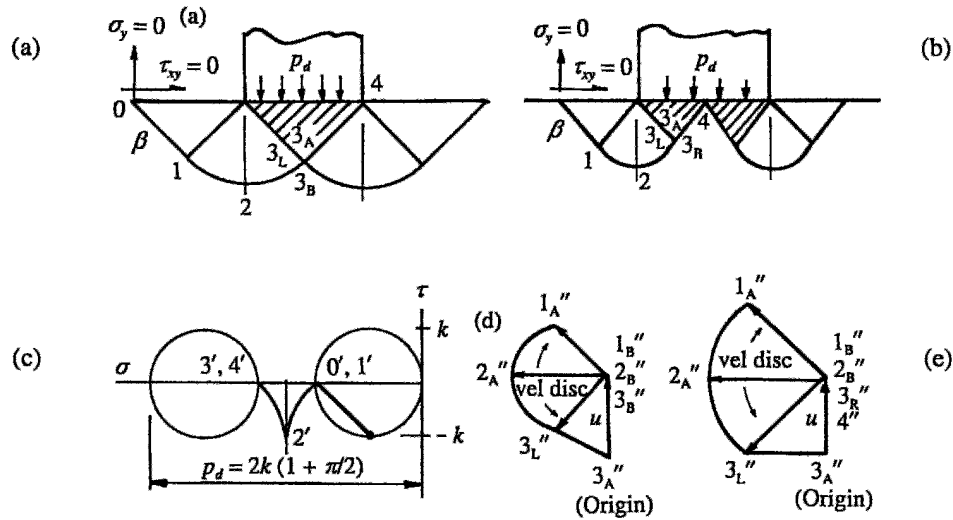 (a)
σy = 0
(a)
τxy = 0
pd
4
0
β
3A
3L
1
3B
2
σy = 0
τxy = 0
pd
(b)
β
3A
4
3L
3R
1
2
(c)
τ
k
σ
3′, 4′
0′, 1′
2′
– k
pd = 2k (1 + π/2)
(d)
1A″
1B″
2A″
2B″
vel disc
3B″
u
3L″
3A″
(Origin)
1A″
1B″
(e)
vel disc
2A″
2B″
3R″
u
4″
3L″
3A″
(Origin)